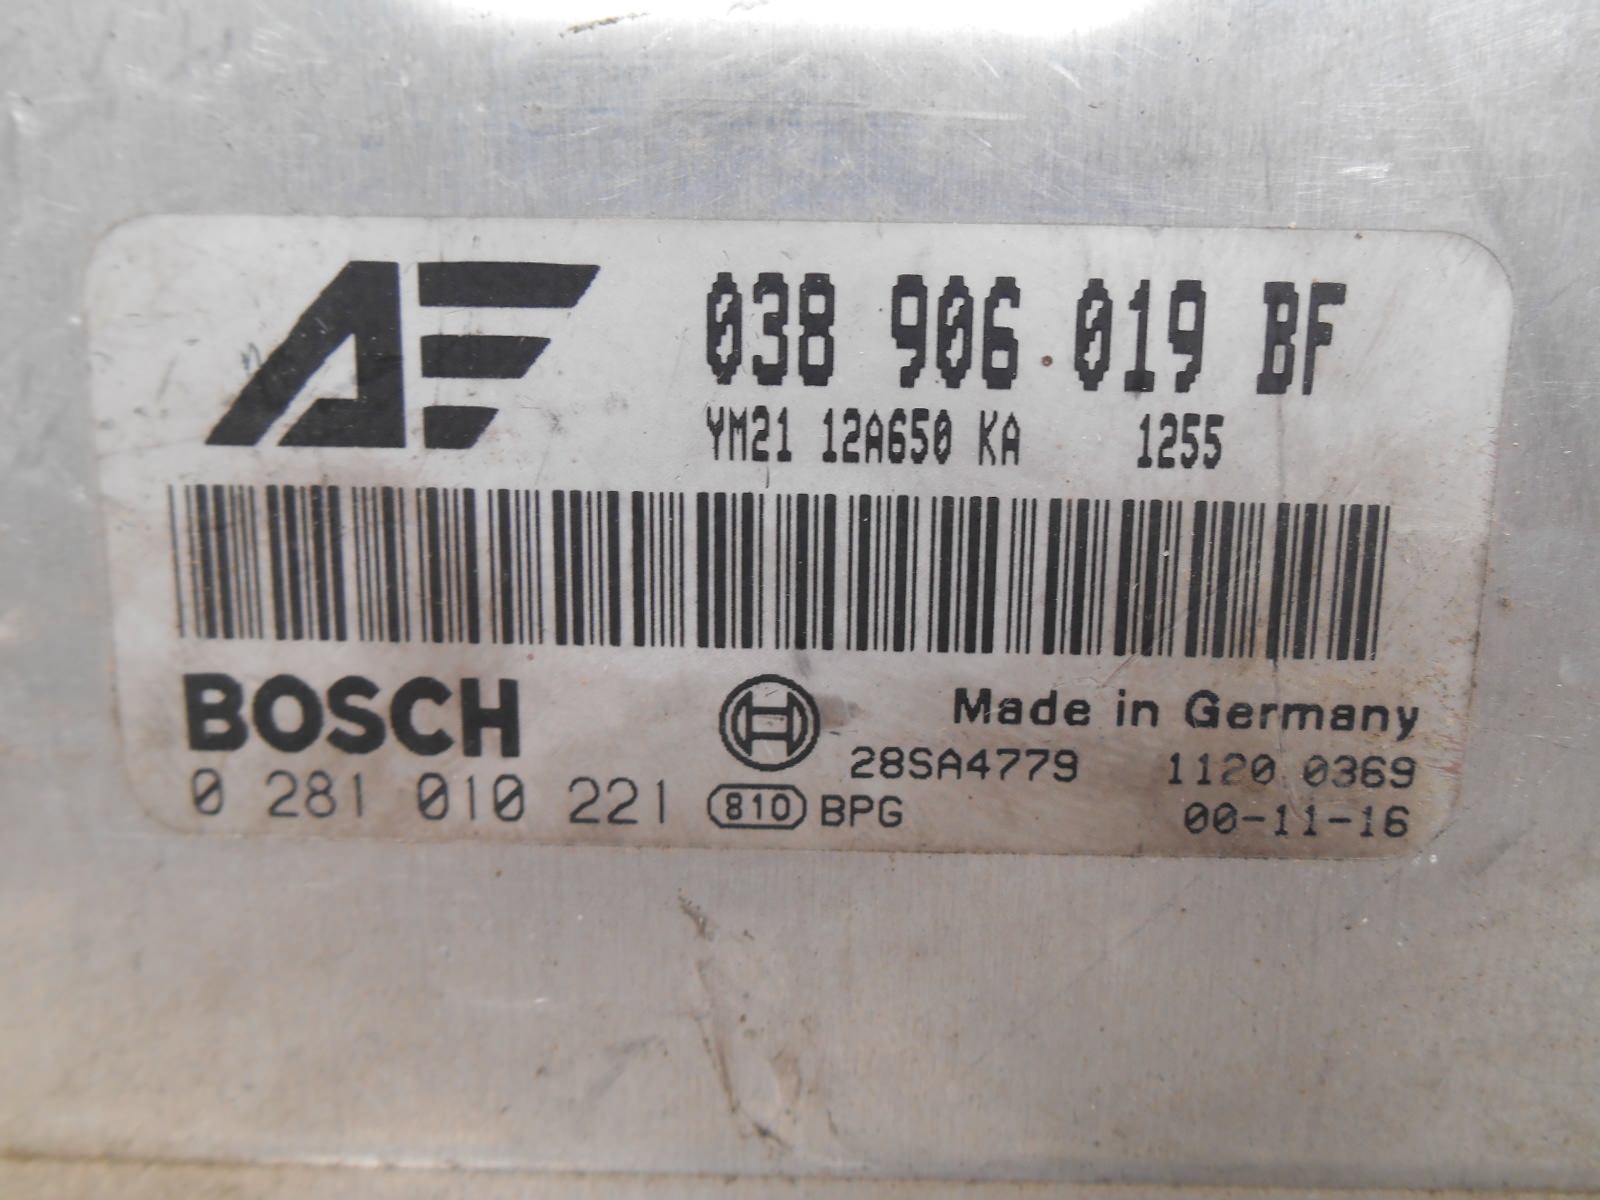 AF
038 906 019 BF
YM21 12A650 KA 1255
BOSCH
Made in Germany
28SA4779 1120 0369
0 281 010 221 810 BPG 00-11-16